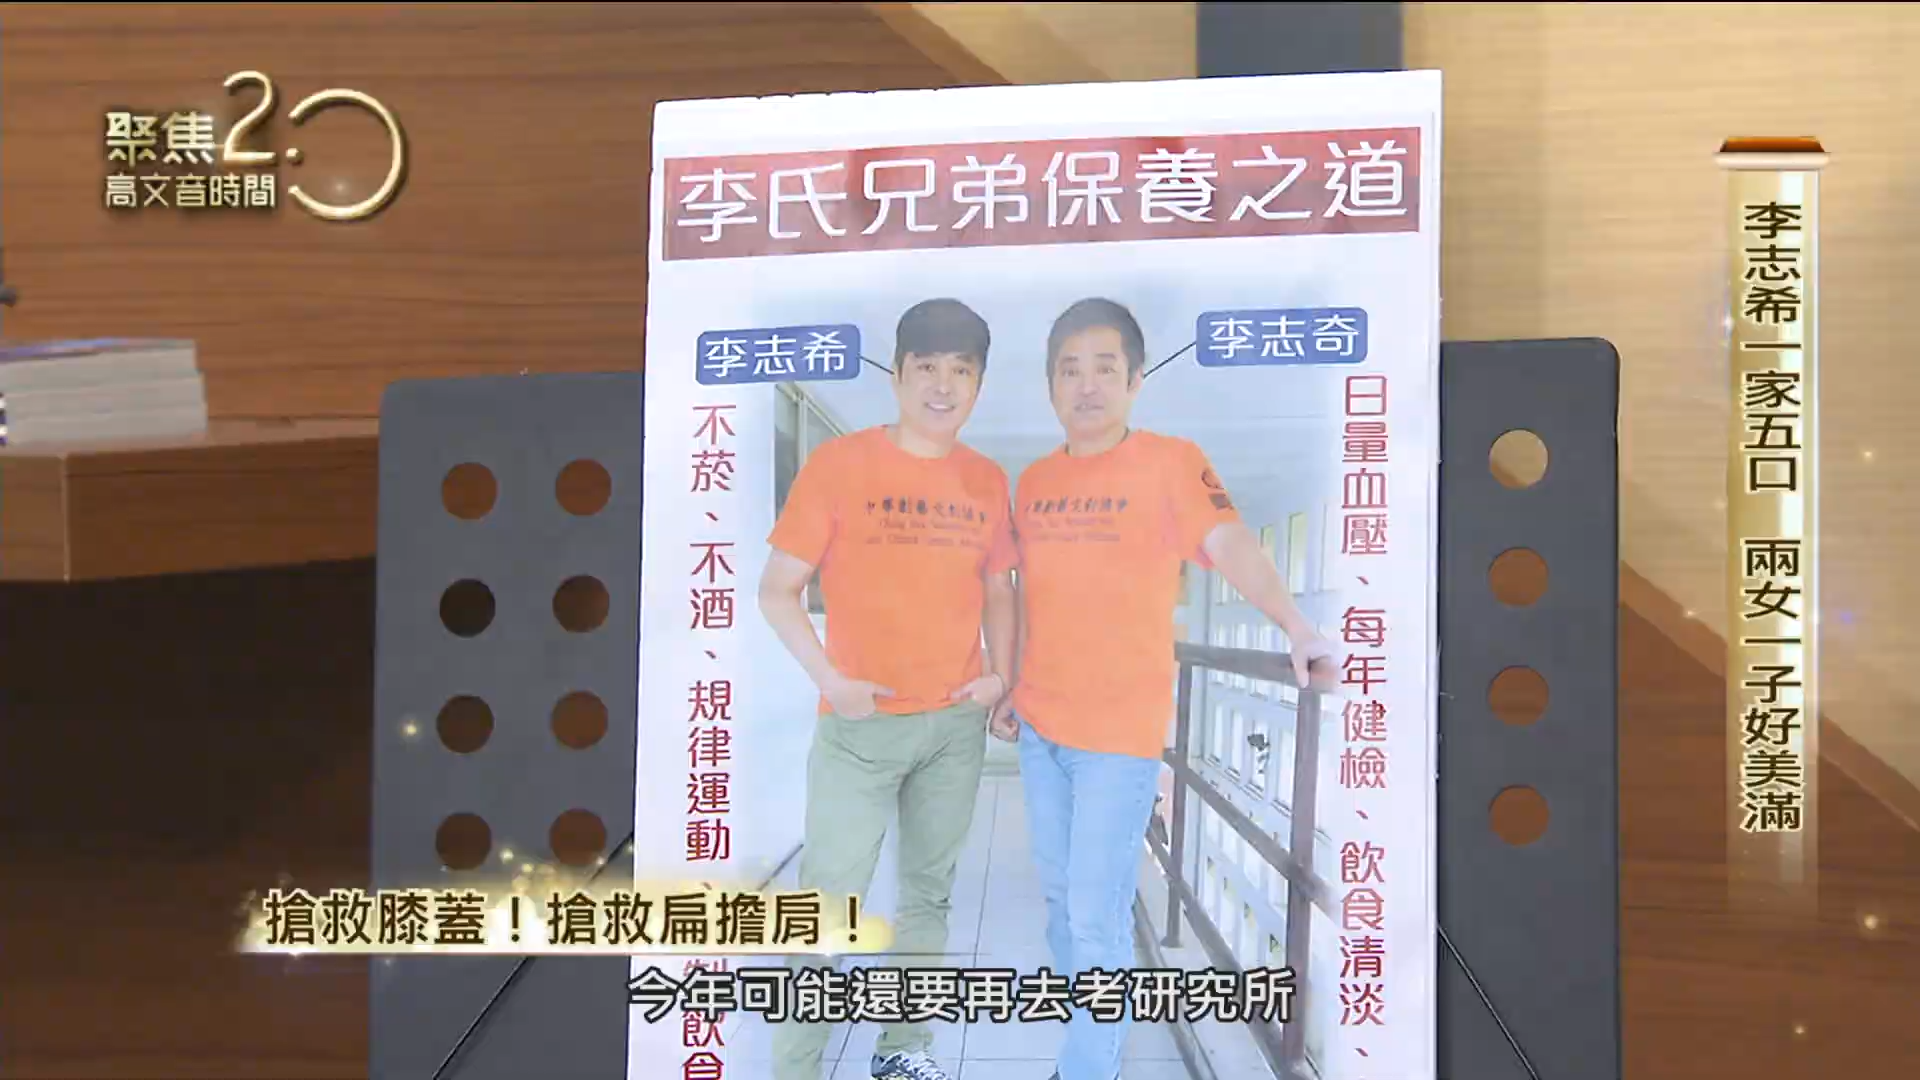 聚焦2.0
高文音時間
李氏兄弟保養之道
李志希
李志奇
不菸、不酒、規律運動、
飲食
日量血壓、每年健檢、飲食清淡、
李志希一家五口 兩女一子好美滿
搶救膝蓋！搶救扁擔肩！
今年可能還要再去考研究所